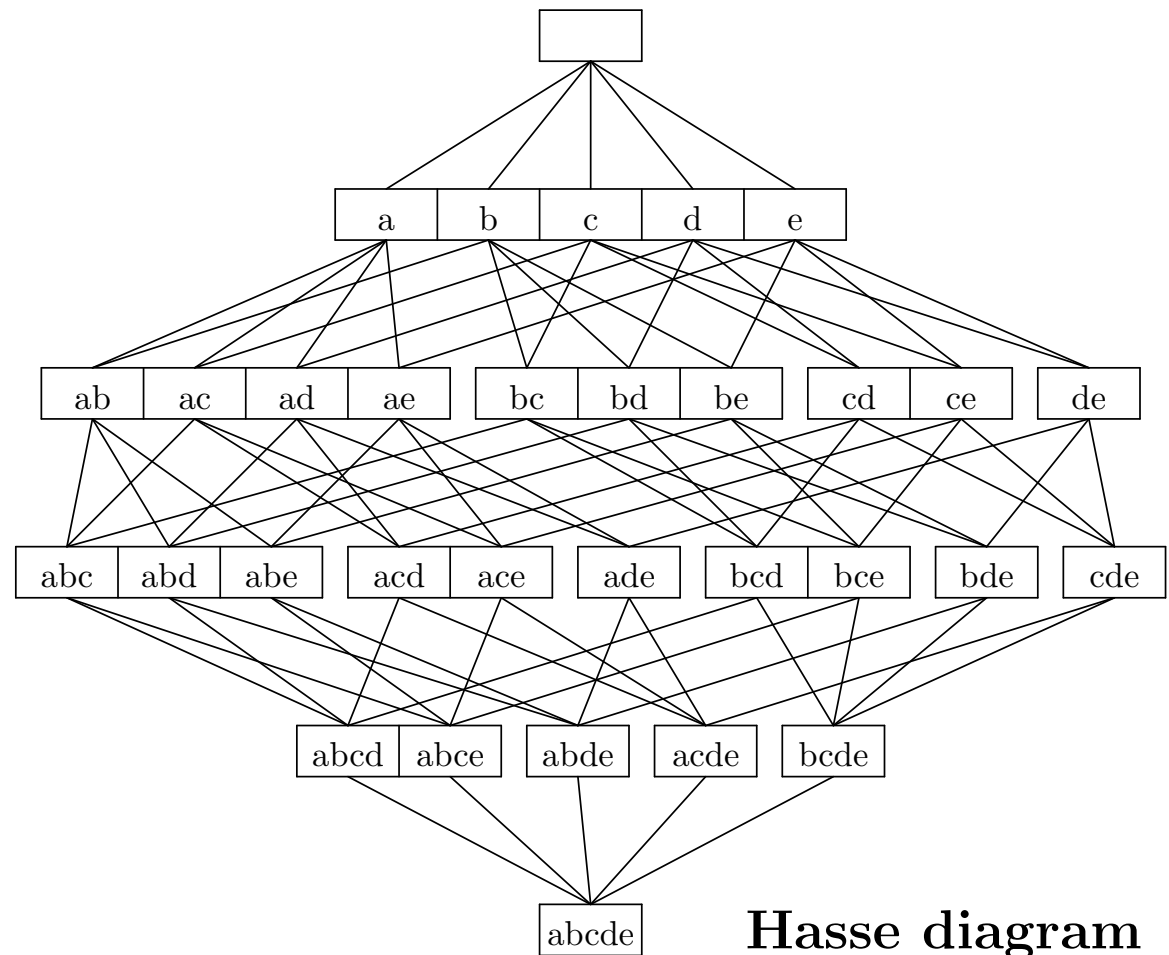 a b c d e
ab ac ad ae bc bd be cd ce de
abc abd abe acd ace ade bcd bce bde cde
abcd abce abde acde bcde
abcde
Hasse diagram